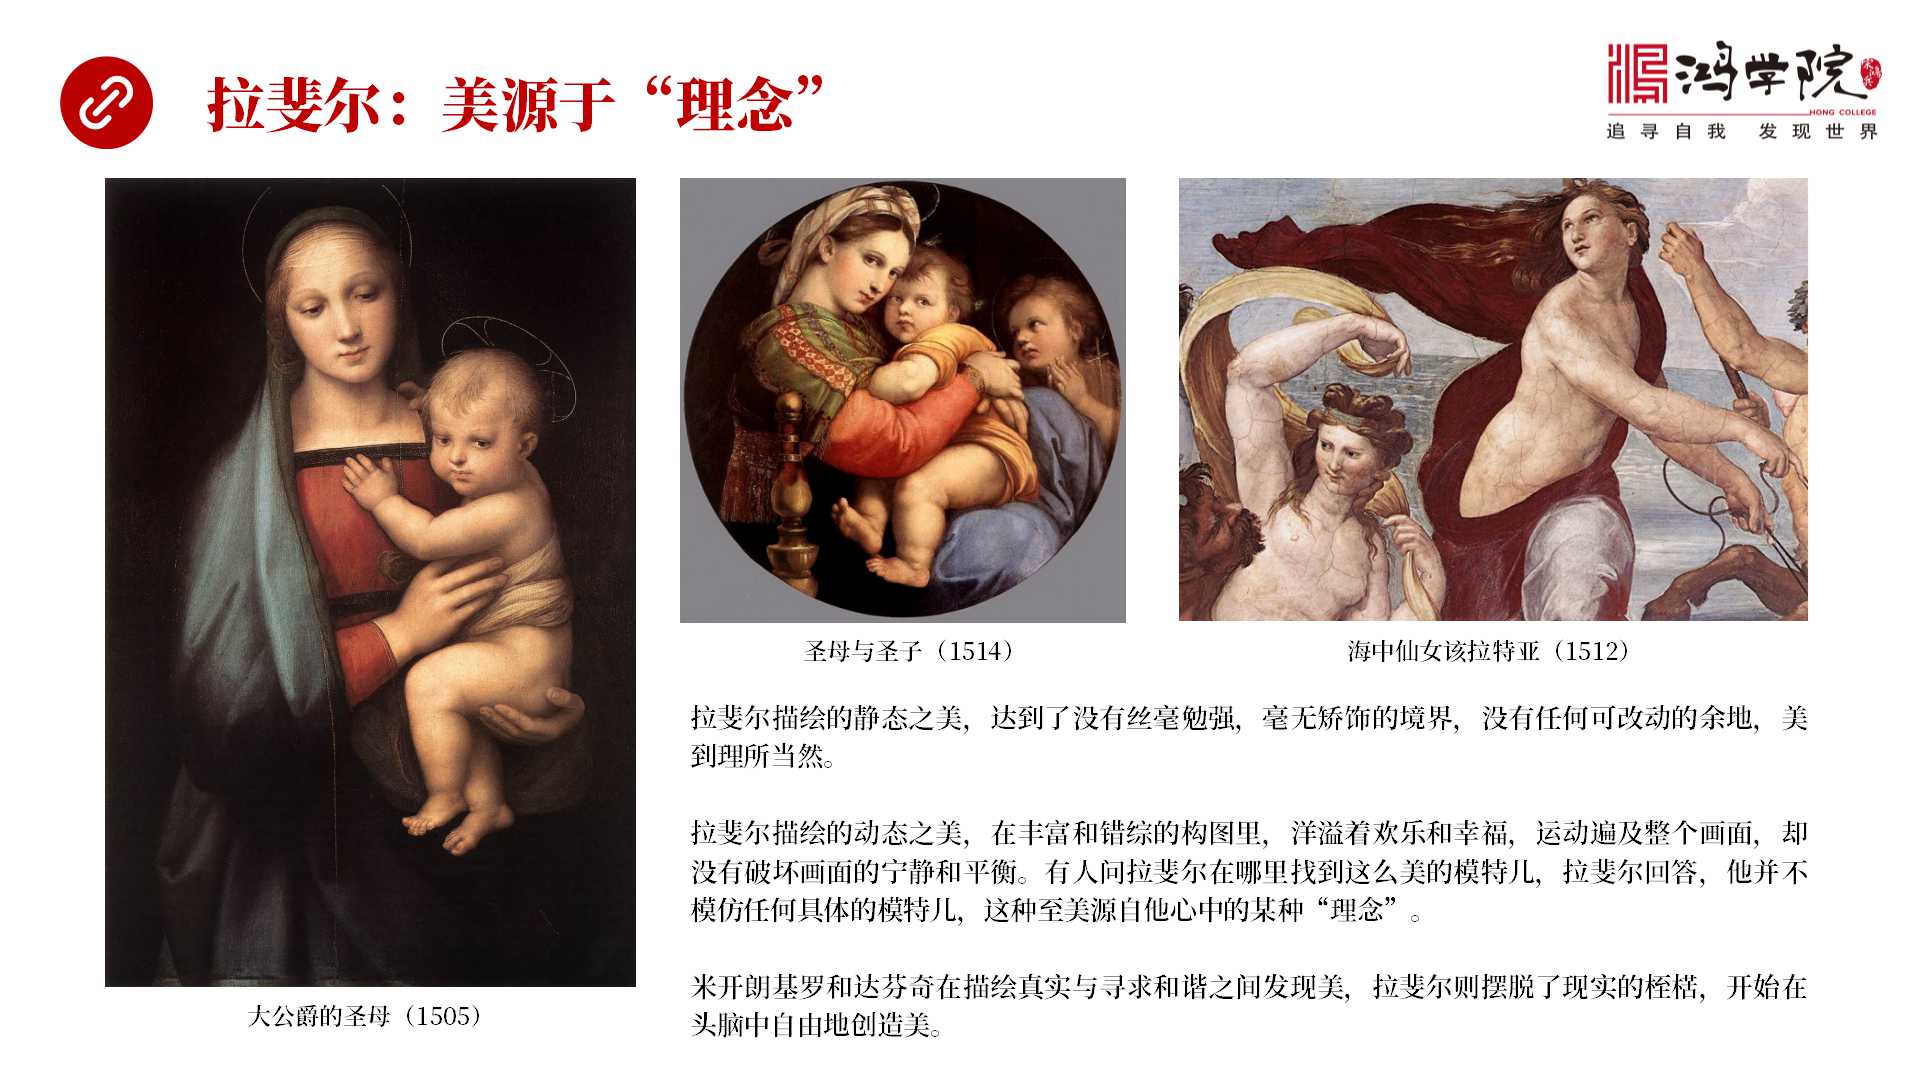 拉斐尔：美源于“理念”
鸿学院
HONG COLLEGE
追寻自我 发现世界
圣母与圣子（1514）
海中仙女该拉特亚（1512）
拉斐尔描绘的静态之美，达到了没有丝毫勉强，毫无矫饰的境界，没有任何可改动的余地，美
到理所当然。
拉斐尔描绘的动态之美，在丰富和错综的构图里，洋溢着欢乐和幸福，运动遍及整个画面，却
没有破坏画面的宁静和平衡。有人问拉斐尔在哪里找到这么美的模特儿，拉斐尔回答，他并不
模仿任何具体的模特儿，这种至美源自他心中的某种“理念”。
米开朗基罗和达芬奇在描绘真实与寻求和谐之间发现美，拉斐尔则摆脱了现实的桎梏，开始在
头脑中自由地创造美。
大公爵的圣母（1505）